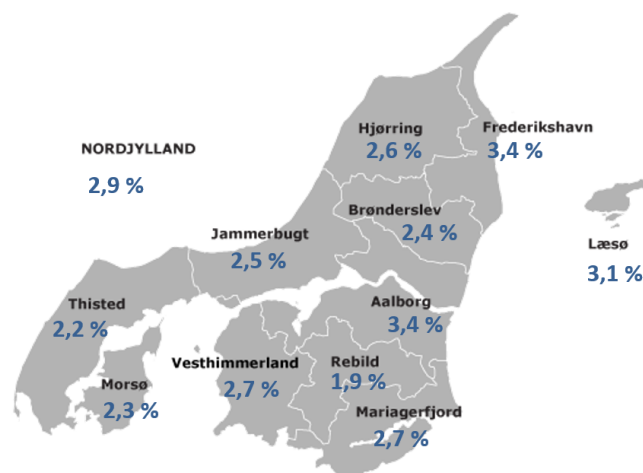 Hjørring
2,6 %
Frederikshavn
3,4 %
NORDJYLLAND
2,9 %
Brønderslev
2,4 %
Jammerbugt
2,5 %
Læsø
3,1 %
Thisted
2,2 %
Aalborg
3,4 %
Vesthimmerland
2,7 %
Rebild
1,9 %
Morsø
2,3 %
Mariagerfjord
2,7 %